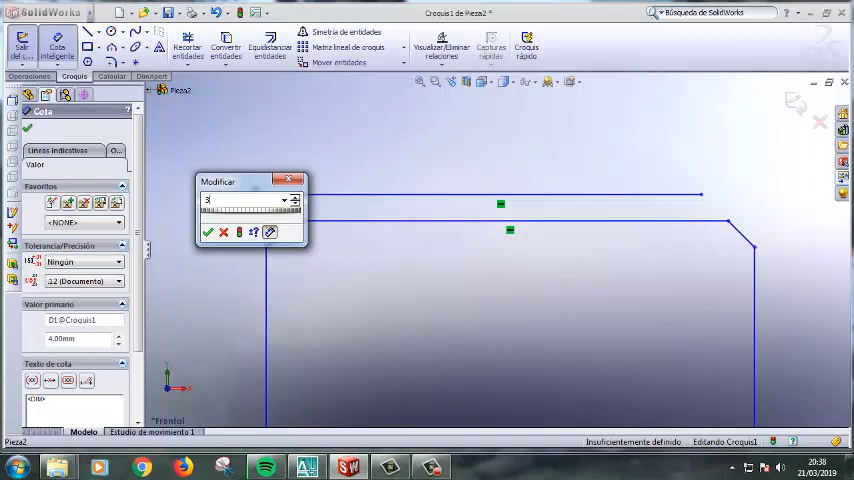 SolidWorks
Croquis1 de Pieza2 *
Búsqueda de SolidWorks
Salir del c...
Cota inteligente
Recortar entidades
Convertir entidades
Equidistanciar entidades
Simetría de entidades
Matriz lineal de croquis
Mover entidades
Visualizar/Eliminar relaciones
Capturas rápidas
Croquis rápido
Operaciones
Croquis
Calcular
DimXpert
Pieza2
Cota
?
Líneas indicativas
O...
Valor
Modificar
3
Favoritos
<NONE>
Tolerancia/Precisión
Ningún
.12 (Documento)
Valor primario
D1@Croquis1
4.00mm
Texto de cota
<DIM>
Y
X
*Frontal
Modelo
Estudio de movimiento 1
Pieza2
Insuficientemente definido
Editando Croquis1
20:38
21/03/2019